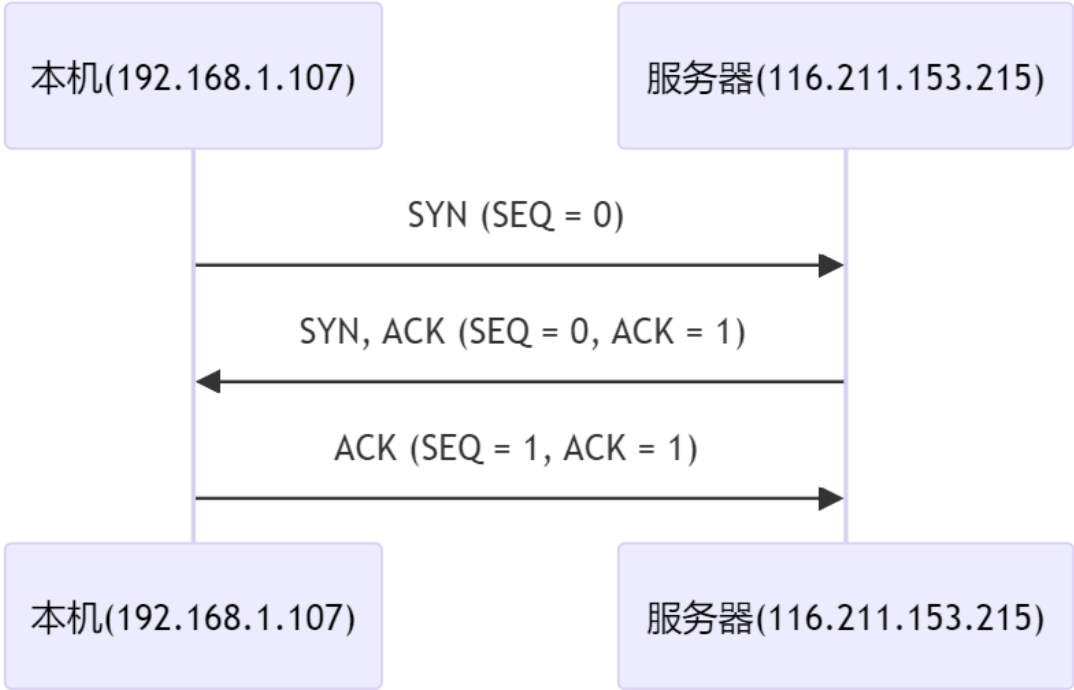 本机(192.168.1.107)
服务器(116.211.153.215)
SYN (SEQ = 0)
SYN, ACK (SEQ = 0, ACK = 1)
ACK (SEQ = 1, ACK = 1)
本机(192.168.1.107)
服务器(116.211.153.215)